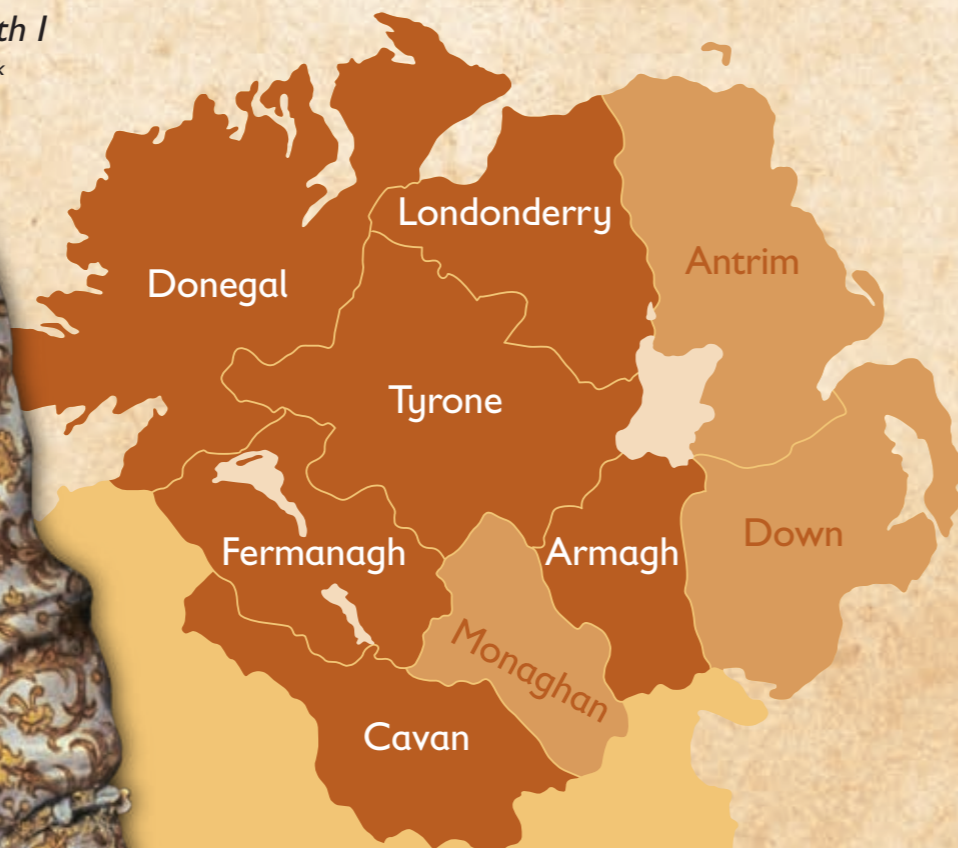 th I
Londonderry
Antrim
Donegal
Tyrone
Down
Fermanagh
Armagh
Monaghan
Cavan